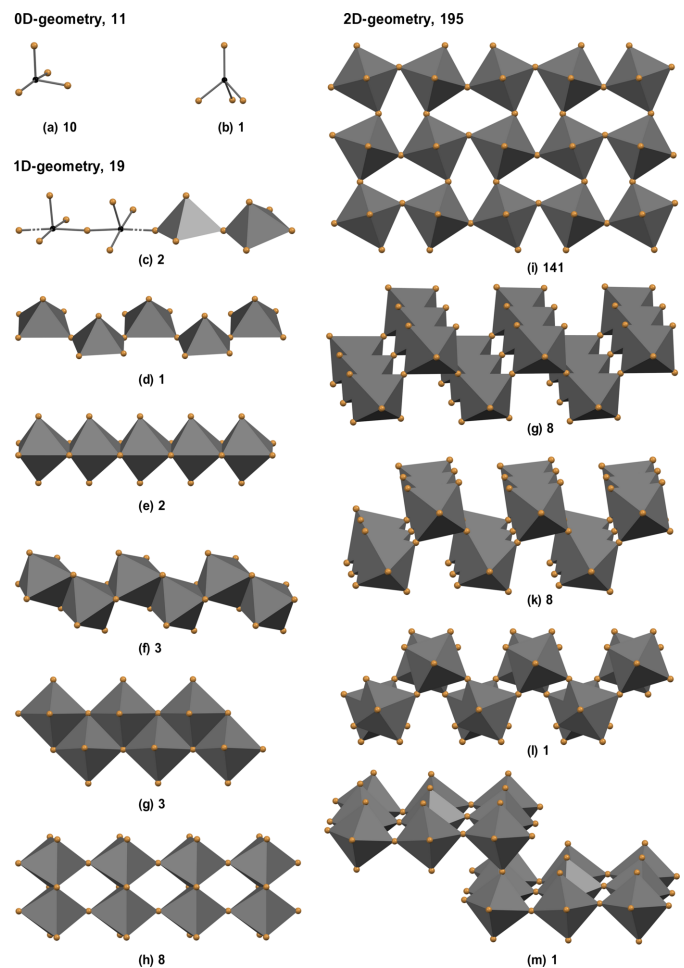 0D-geometry, 11
(a) 10
(b) 1
1D-geometry, 19
(c) 2
(d) 1
(e) 2
(f) 3
(g) 3
(h) 8
2D-geometry, 195
(i) 141
(g) 8
(k) 8
(l) 1
(m) 1